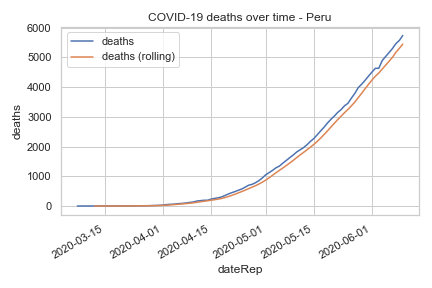 COVID-19 deaths over time - Peru
deaths
deaths (rolling)
6000
5000
4000
3000
2000
1000
0
deaths
2020-03-15
2020-04-01
2020-04-15
2020-05-01
2020-05-15
2020-06-01
dateRep